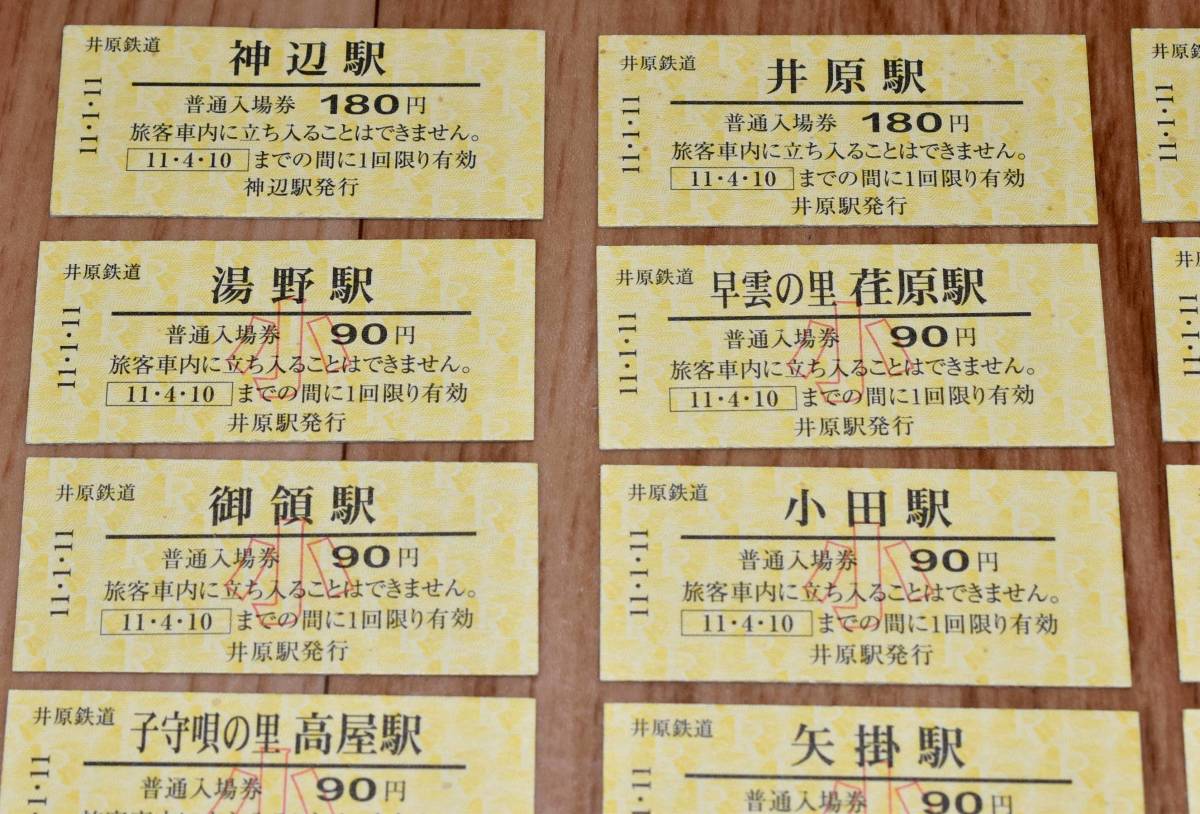 井原鉄道
神辺駅
11・1・11
普通入場券 180円
旅客車内に立ち入ることはできません。
11・4・10 までの間に1回限り有効
神辺駅発行
井原鉄道
井原駅
11・1・11
普通入場券 180円
旅客車内に立ち入ることはできません。
11・4・10 までの間に1回限り有効
井原駅発行
井原
11・1・11
井原鉄道
湯野駅
11・1・11
小
普通入場券 90円
旅客車内に立ち入ることはできません。
11・4・10 までの間に1回限り有効
井原駅発行
井原鉄道
早雲の里 荏原駅
11・1・11
小
普通入場券 90円
旅客車内に立ち入ることはできません。
11・4・10 までの間に1回限り有効
井原駅発行
井
11・1・11
井原鉄道
御領駅
11・1・11
小
普通入場券 90円
旅客車内に立ち入ることはできません。
11・4・10 までの間に1回限り有効
井原駅発行
井原鉄道
小田駅
11・1・11
小
普通入場券 90円
旅客車内に立ち入ることはできません。
11・4・10 までの間に1回限り有効
井原駅発行
井原鉄道
子守唄の里 高屋駅
・1・11
小
普通入場券 90円
井原鉄道
矢掛駅
・1・11
小
普通入場券 90円